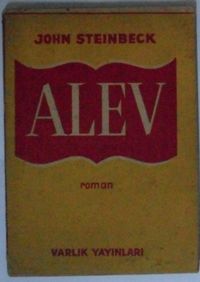 JOHN STEINBECK
ALEV
roman
VARLIK YAYINLARI